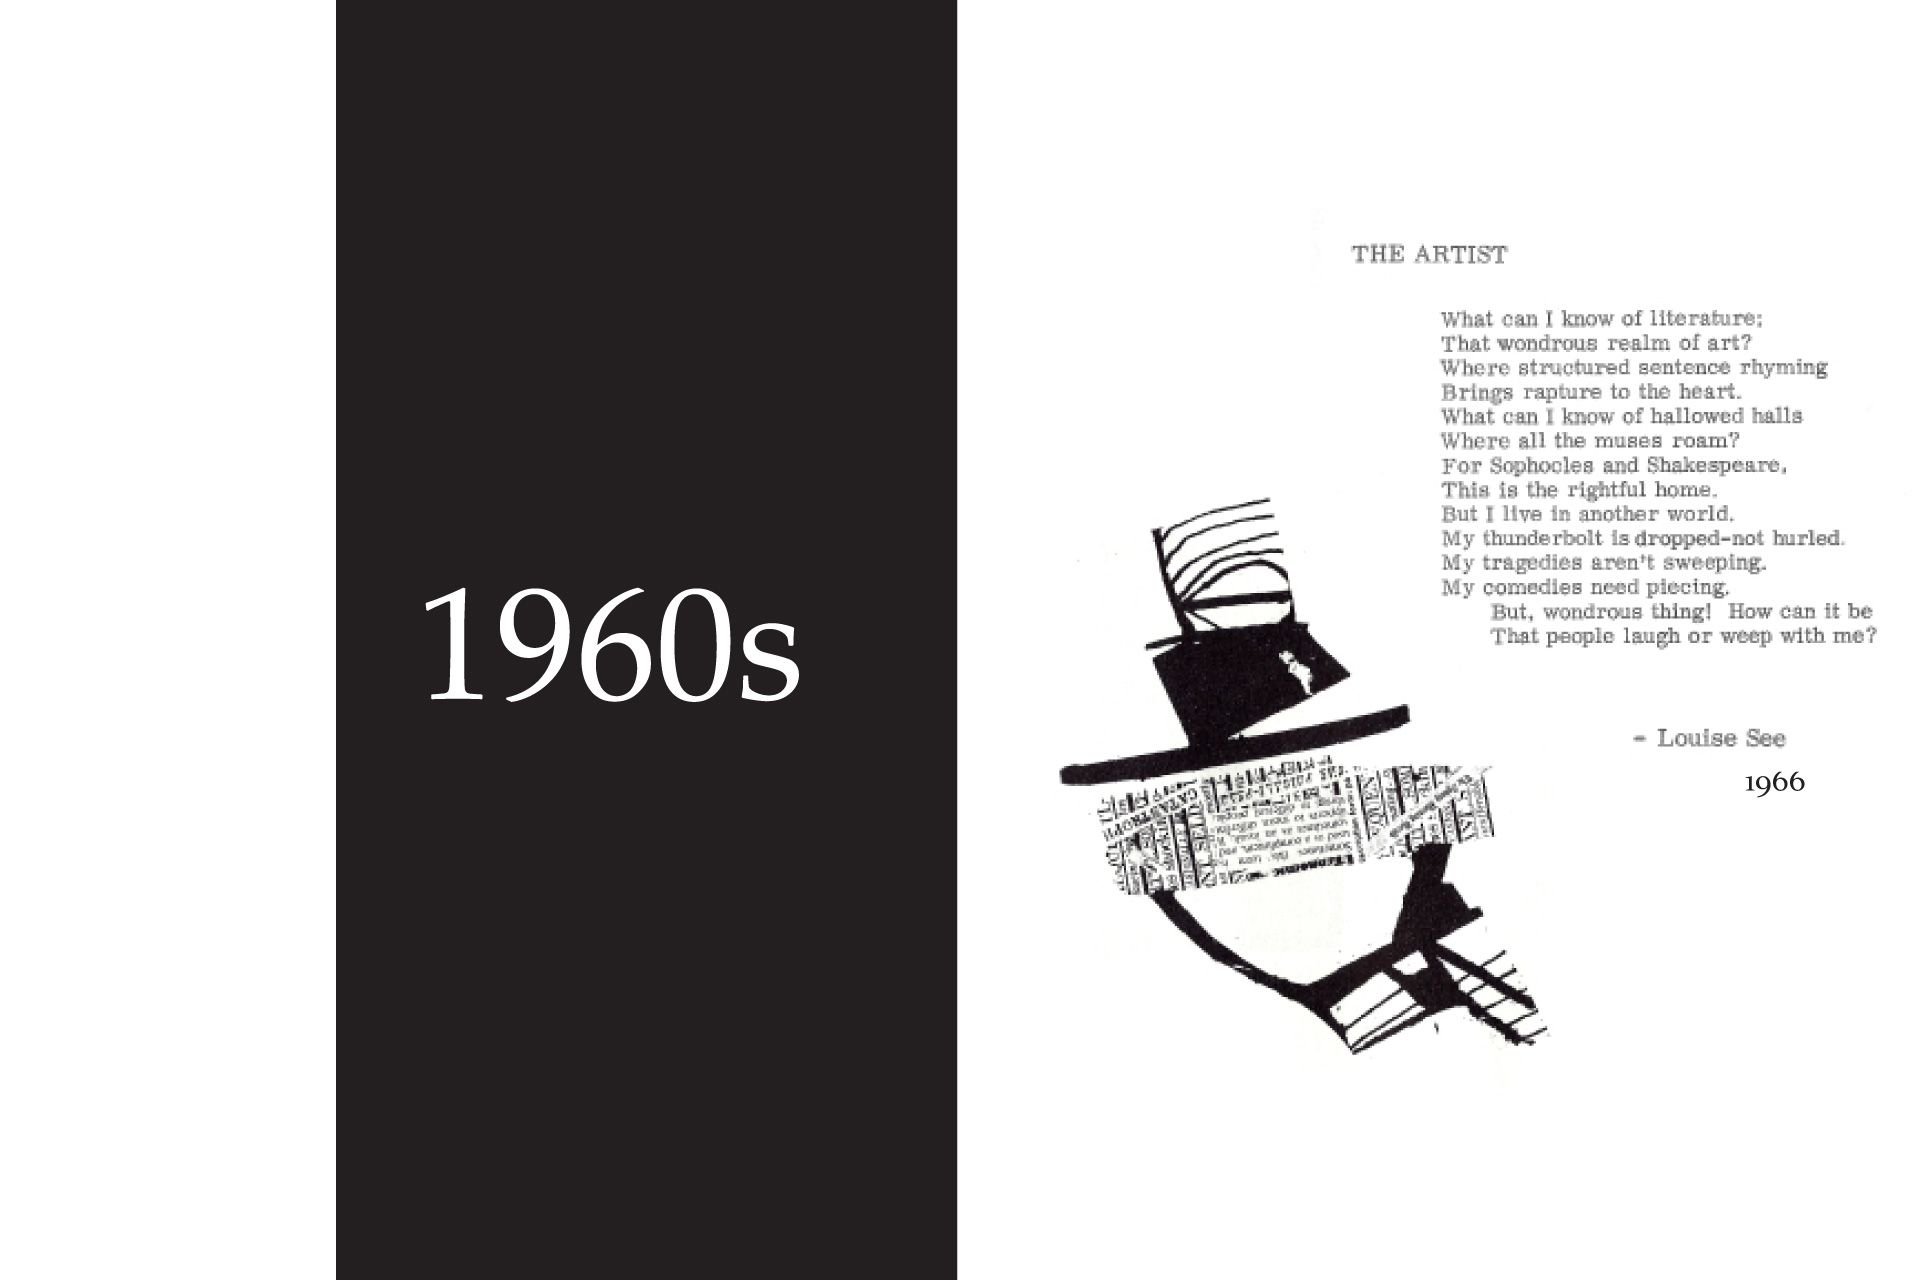 1960s
THE ARTIST
What can I know of literature;
That wondrous realm of art?
Where structured sentence rhyming
Brings rapture to the heart.
What can I know of hallowed halls
Where all the muses roam?
For Sophocles and Shakespeare,
This is the rightful home.
But I live in another world.
My thunderbolt is dropped-not hurled.
My tragedies aren't sweeping.
My comedies need piecing.
But, wondrous thing! How can it be
That people laugh or weep with me?
- Louise See
1966